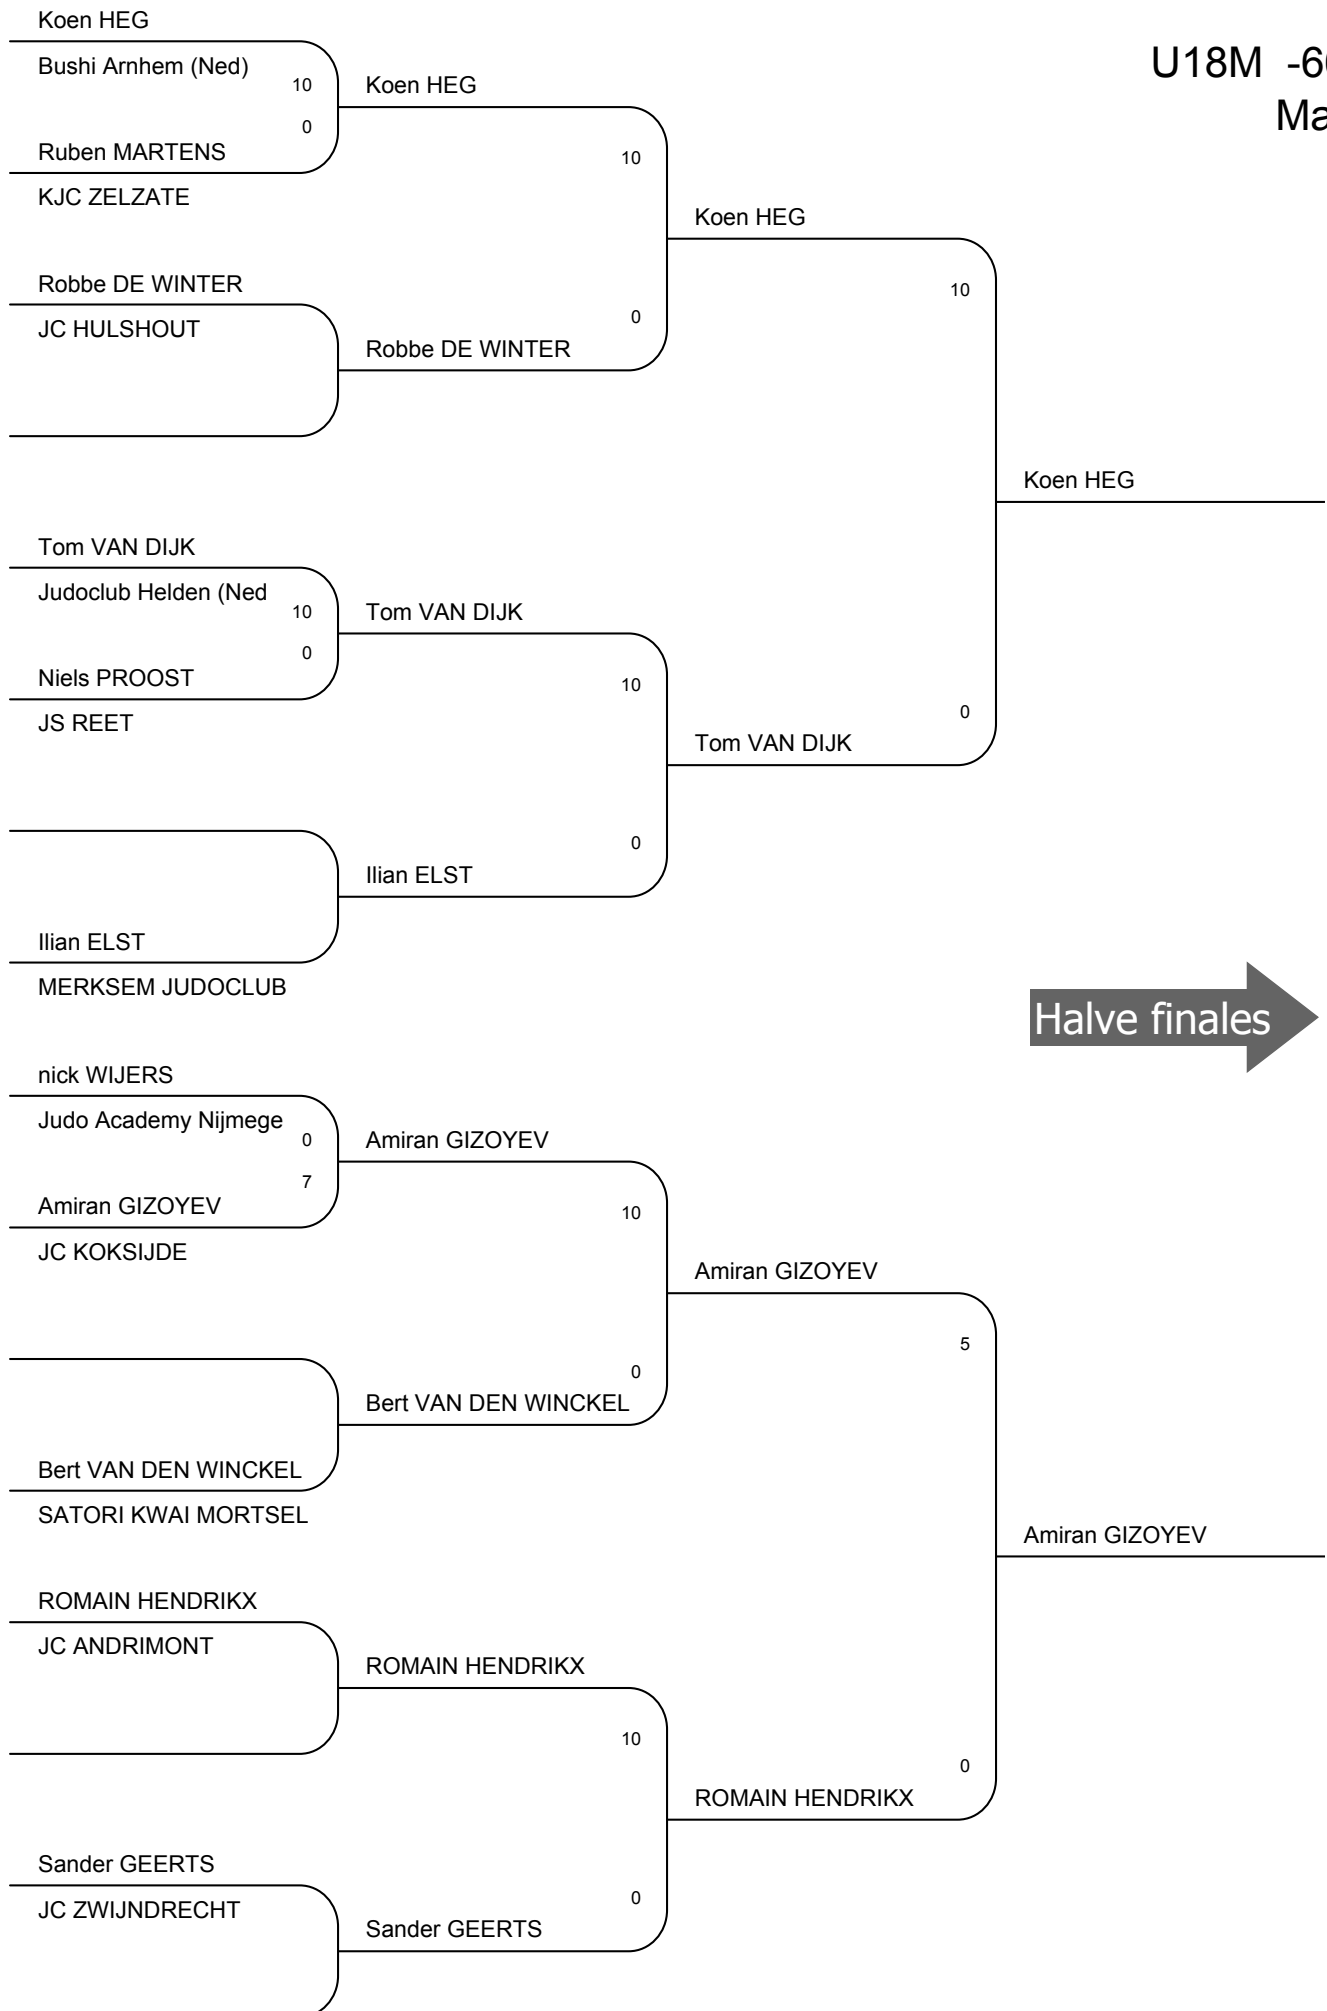 Koen HEG
Bushi Arnhem (Ned)
10
0
Ruben MARTENS
KJC ZELZATE
Robbe DE WINTER
JC HULSHOUT
Tom VAN DIJK
Judoclub Helden (Ned
10
0
Niels PROOST
JS REET
Ilian ELST
MERKSEM JUDOCLUB
nick WIJERS
Judo Academy Nijmege
0
7
Amiran GIZOYEV
JC KOKSIJDE
Bert VAN DEN WINCKEL
SATORI KWAI MORTSEL
ROMAIN HENDRIKX
JC ANDRIMONT
Sander GEERTS
JC ZWIJNDRECHT
Koen HEG
10
0
Robbe DE WINTER
Tom VAN DIJK
10
0
Ilian ELST
Amiran GIZOYEV
10
0
Bert VAN DEN WINCKEL
ROMAIN HENDRIKX
10
0
Sander GEERTS
Koen HEG
10
0
Tom VAN DIJK
Amiran GIZOYEV
5
0
ROMAIN HENDRIKX
U18M -6
Ma
Koen HEG
Halve finales
Amiran GIZOYEV